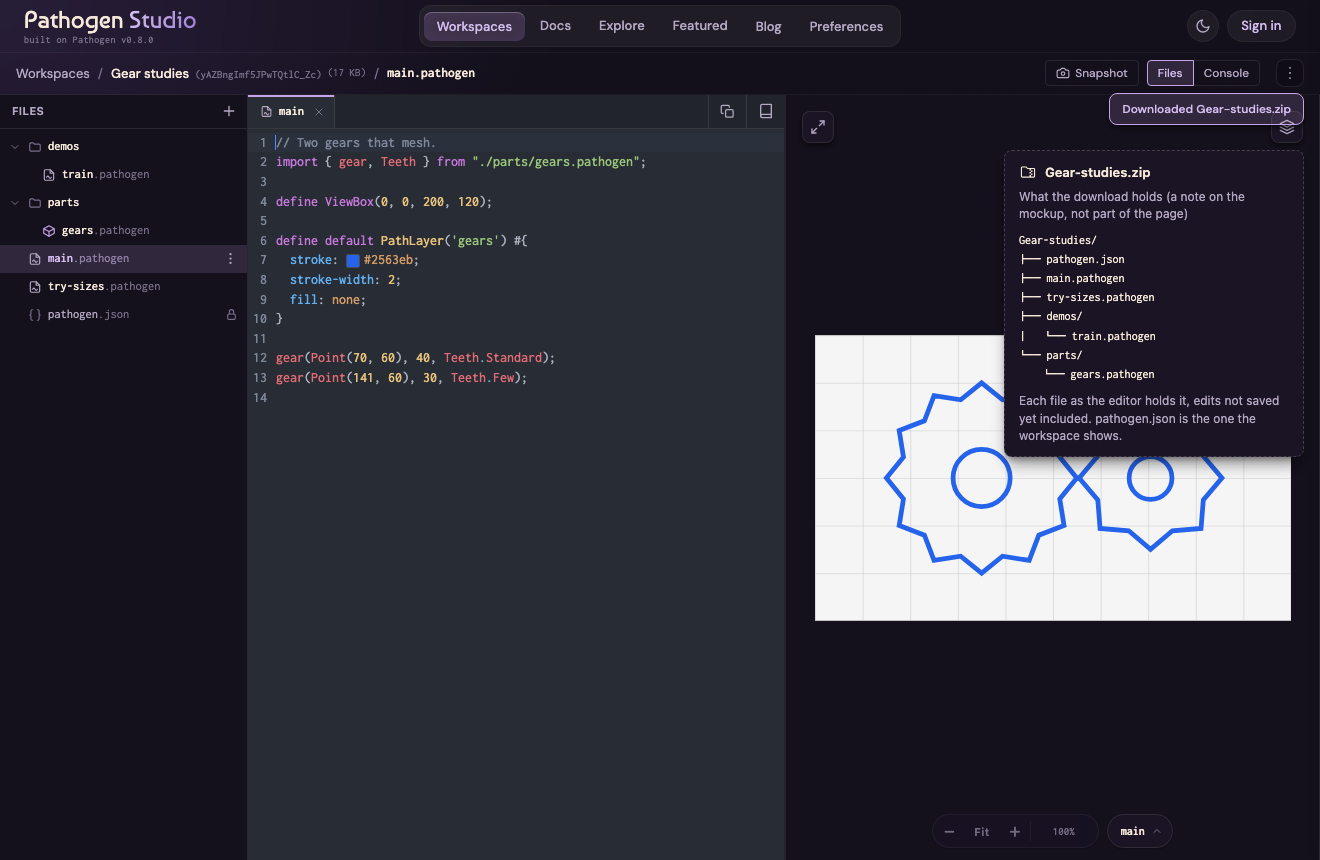 Pathogen Studio
built on Pathogen v0.8.0
Workspaces
Docs
Explore
Featured
Blog
Preferences
Sign in
Workspaces / Gear studies (yAZBngImf5JPwTQtlC_Zc) (17 KB) / main.pathogen
Snapshot
Files
Console
FILES
demos
train.pathogen
parts
gears.pathogen
main.pathogen
try-sizes.pathogen
{ } pathogen.json
main
1 // Two gears that mesh.
2 import { gear, Teeth } from "./parts/gears.pathogen";
3
4 define ViewBox(0, 0, 200, 120);
5
6 define default PathLayer('gears') #{
7 stroke: #2563eb;
8 stroke-width: 2;
9 fill: none;
10 }
11
12 gear(Point(70, 60), 40, Teeth.Standard);
13 gear(Point(141, 60), 30, Teeth.Few);
14
Downloaded Gear-studies.zip
Gear-studies.zip
What the download holds (a note on the
mockup, not part of the page)
Gear-studies/
├── pathogen.json
├── main.pathogen
├── try-sizes.pathogen
├── demos/
│   └── train.pathogen
└── parts/
    └── gears.pathogen
Each file as the editor holds it, edits not saved
yet included. pathogen.json is the one the
workspace shows.
Fit
100%
main